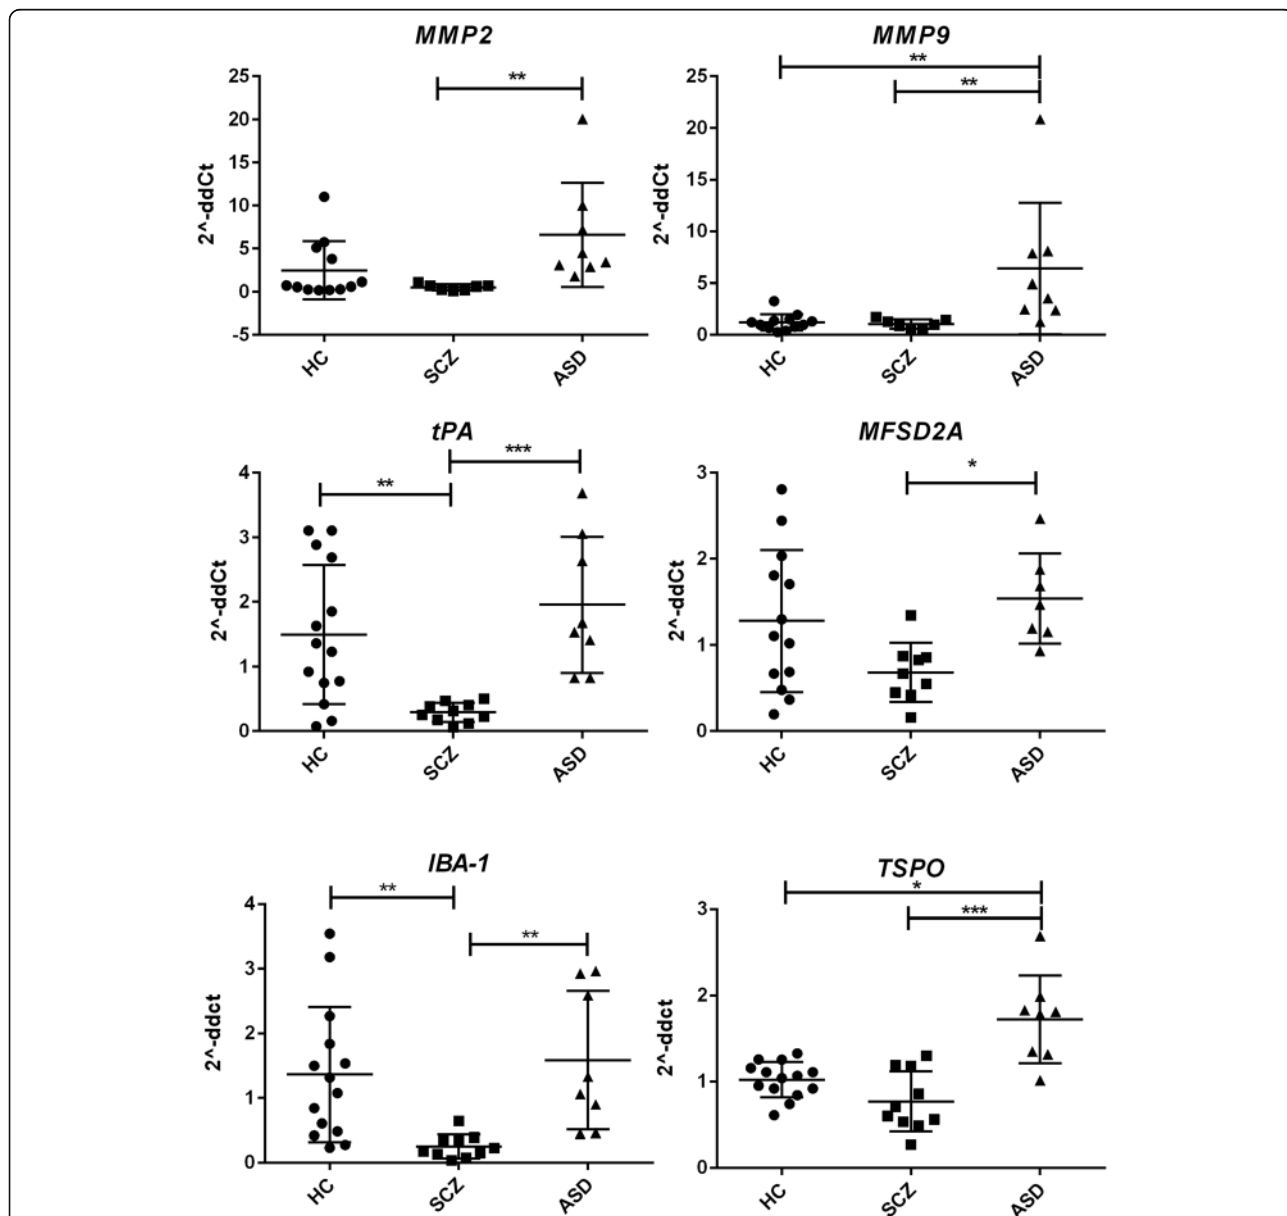 MMP2
MMP9
2^-ddCt
25
20
15
10
5
0
-5
**
HC
SCZ
ASD
2^-ddCt
25
20
15
10
5
0
**
**
HC
SCZ
ASD
tPA
MFSD2A
2^-ddCt
4
3
2
1
0
**
***
HC
SCZ
ASD
2^-ddCt
3
2
1
0
*
HC
SCZ
ASD
IBA-1
TSPO
2^-ddct
4
3
2
1
0
**
**
HC
SCZ
ASD
2^-ddct
3
2
1
0
*
***
HC
SCZ
ASD